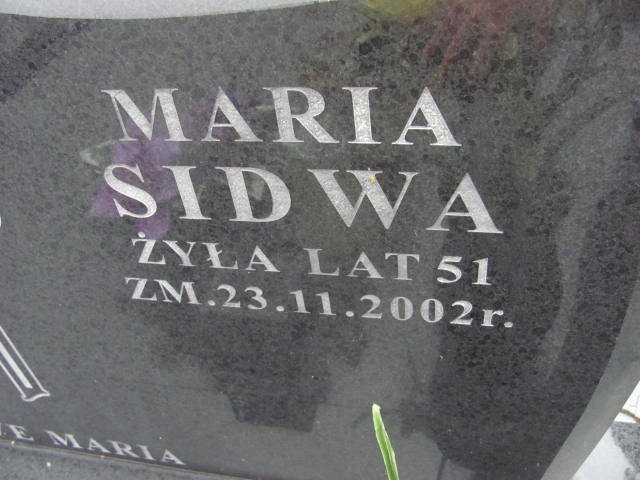 MARIA
SIDWA
ŻYŁA LAT 51
ZM.23.11.2002r.
MARIA